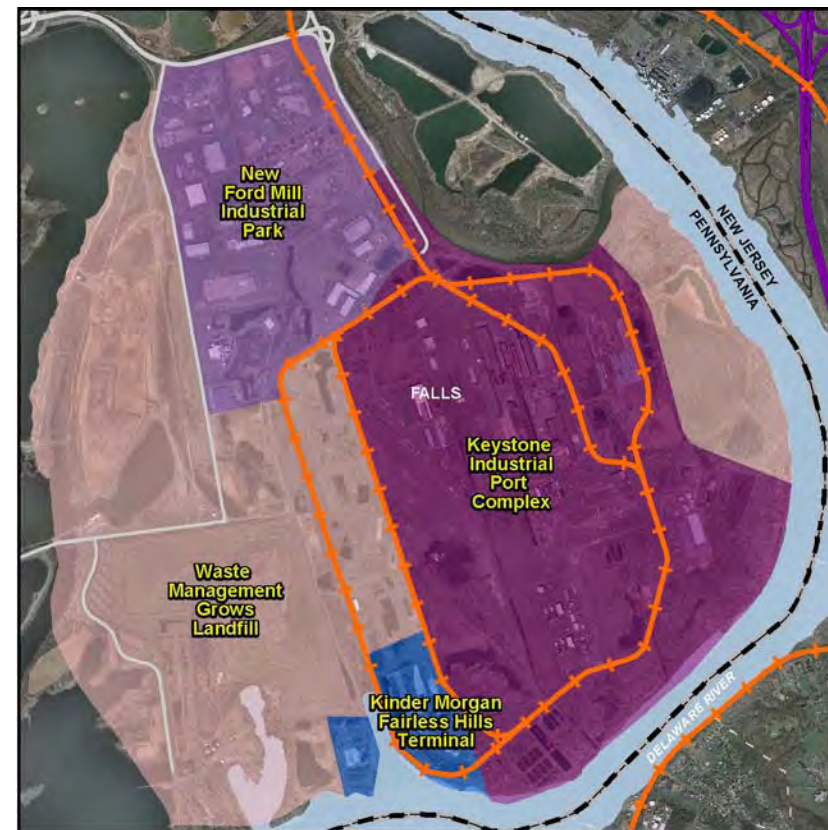 New
Ford Mill
Industrial
Park
NEW JERSEY
PENNSYLVANIA
FALLS
Keystone
Industrial
Port
Complex
Waste
Management
Grows
Landfill
Kinder Morgan
Fairless Hills
Terminal
DELAWARE RIVER